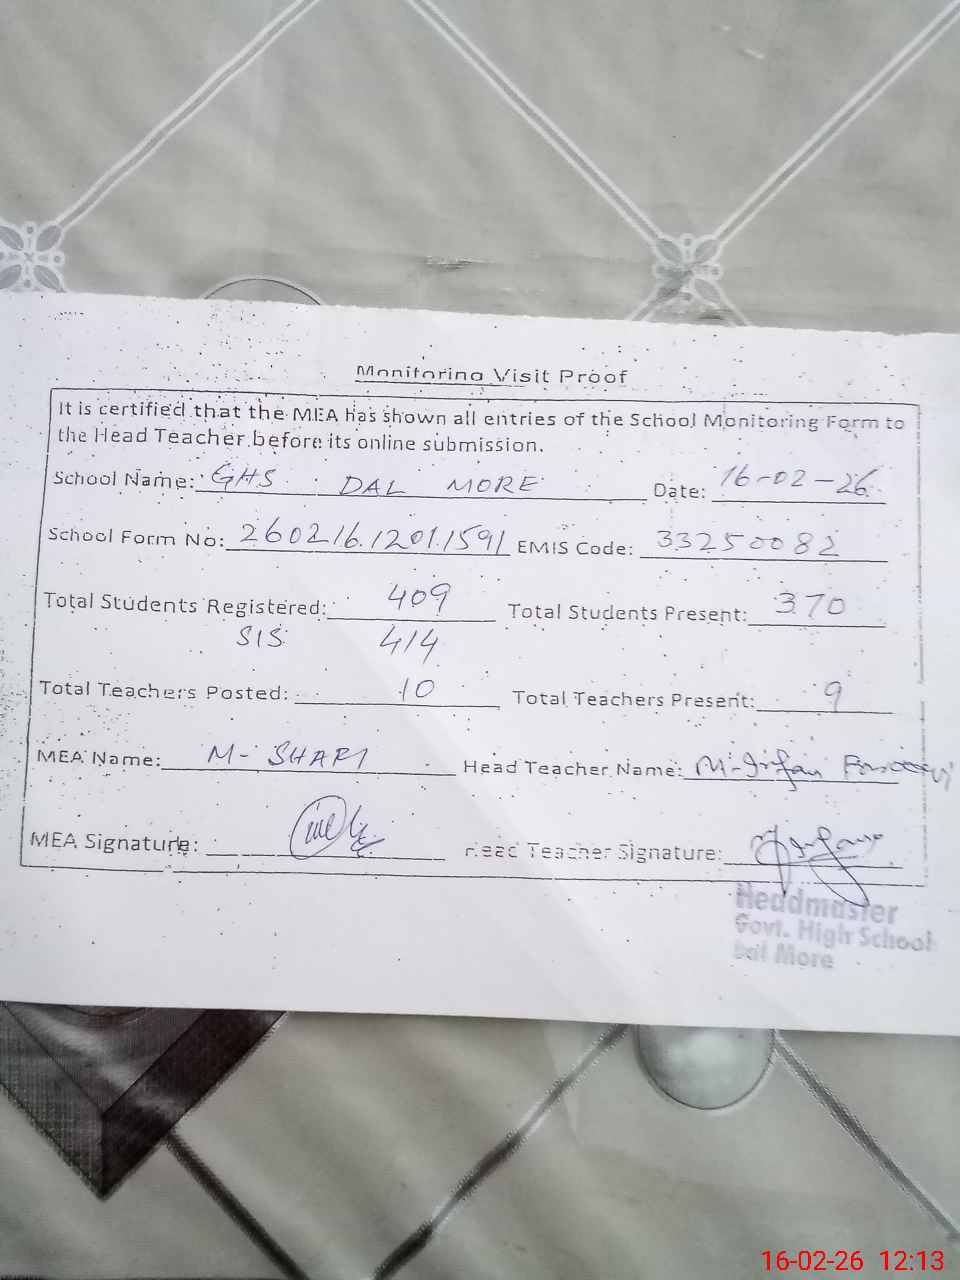 Monitoring Visit Proof
It is certified that the MEA has shown all entries of the School Monitoring Form to
the Head Teacher before its online submission.
School Name: GHS DAL MORE Date: 16-02-26
School Form No: 260216.1201.1591 EMIS Code: 33250082
Total Students Registered: 409 Total Students Present: 370
SIS 414
Total Teachers Posted: 10 Total Teachers Present: 9
MEA Name: M- SHAFI Head Teacher Name: M-Irfan
MEA Signature: Head Teacher Signature:
Headmaster
Govt. High School
Dal More
16-02-26 12:13